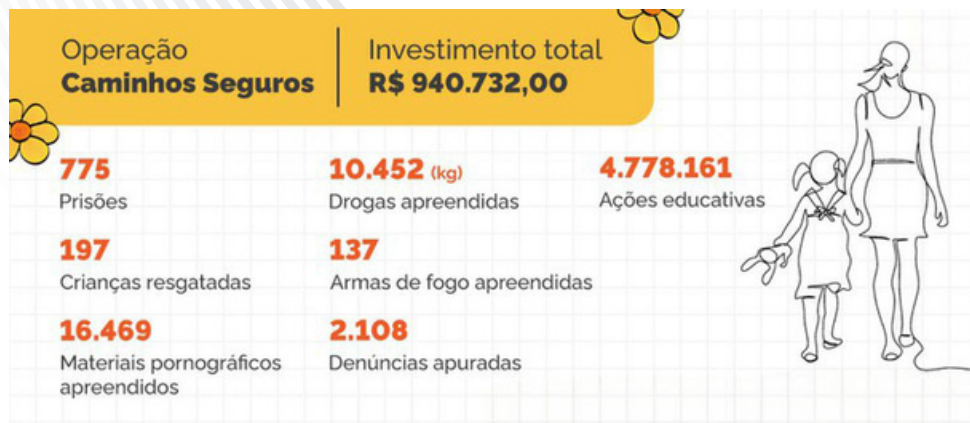 Operação
Caminhos Seguros
Investimento total
R$ 940.732,00
775
Prisões
10.452 (kg)
Drogas apreendidas
4.778.161
Ações educativas
197
Crianças resgatadas
137
Armas de fogo apreendidas
16.469
Materiais pornográficos
apreendidos
2.108
Denúncias apuradas